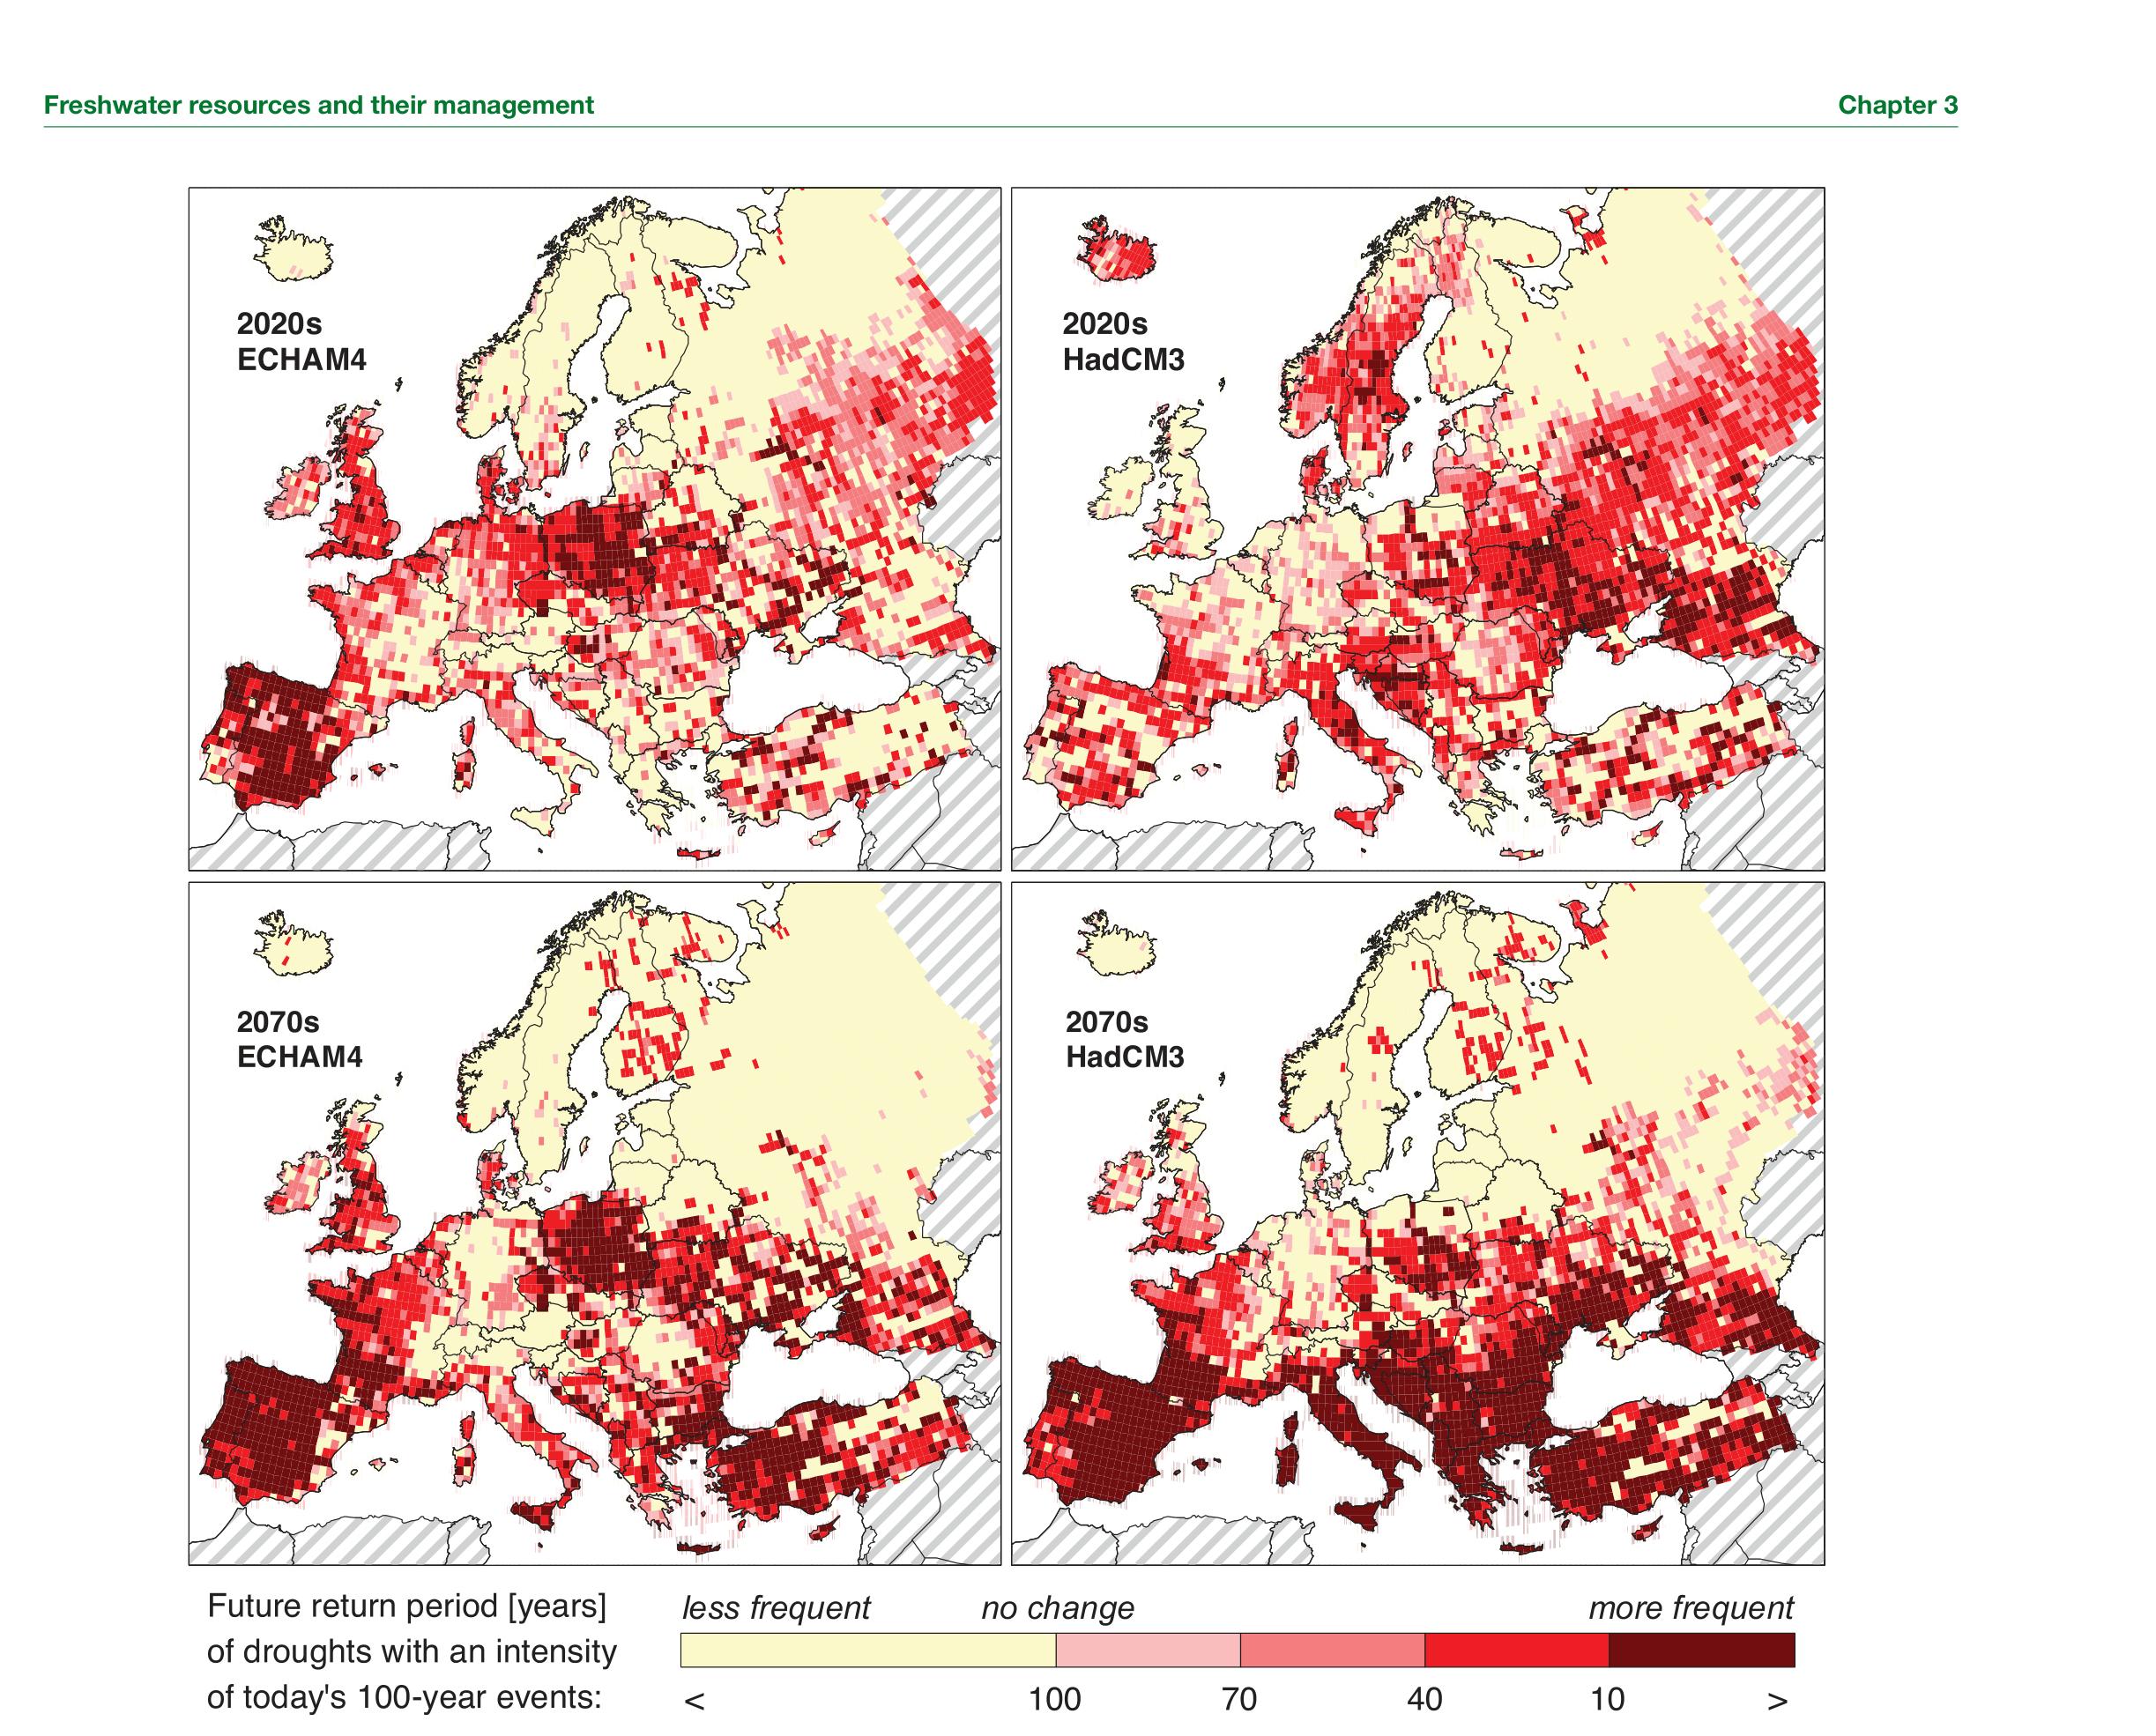 Freshwater resources and their management Chapter 3
2020s
ECHAM4
2020s
HadCM3
2070s
ECHAM4
2070s
HadCM3
Future return period [years]
of droughts with an intensity
of today's 100-year events:
less frequent no change more frequent
< 100 70 40 10 >